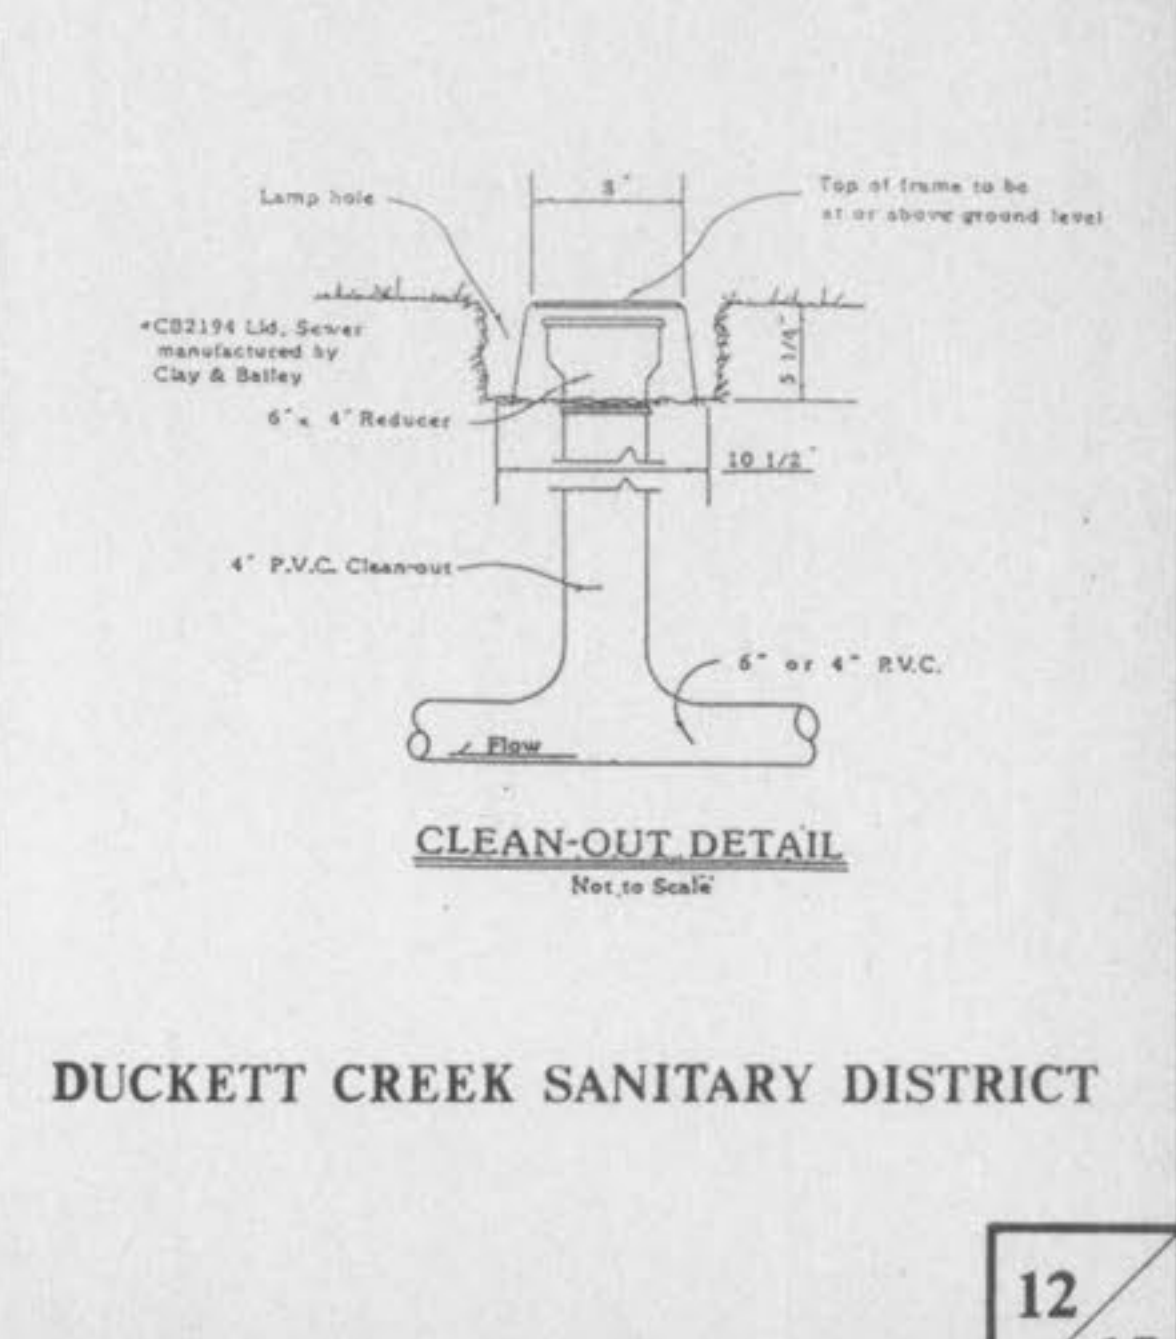 8"
Lamp hole
Top of frame to be
at or above ground level
*CB2194 Lid, Sewer
manufactured by
Clay & Bailey
5 1/4"
6" x 4" Reducer
10 1/2"
4" P.V.C. Clean-out
6" or 4" P.V.C.
Flow
CLEAN-OUT DETAIL
Not to Scale
DUCKETT CREEK SANITARY DISTRICT
12